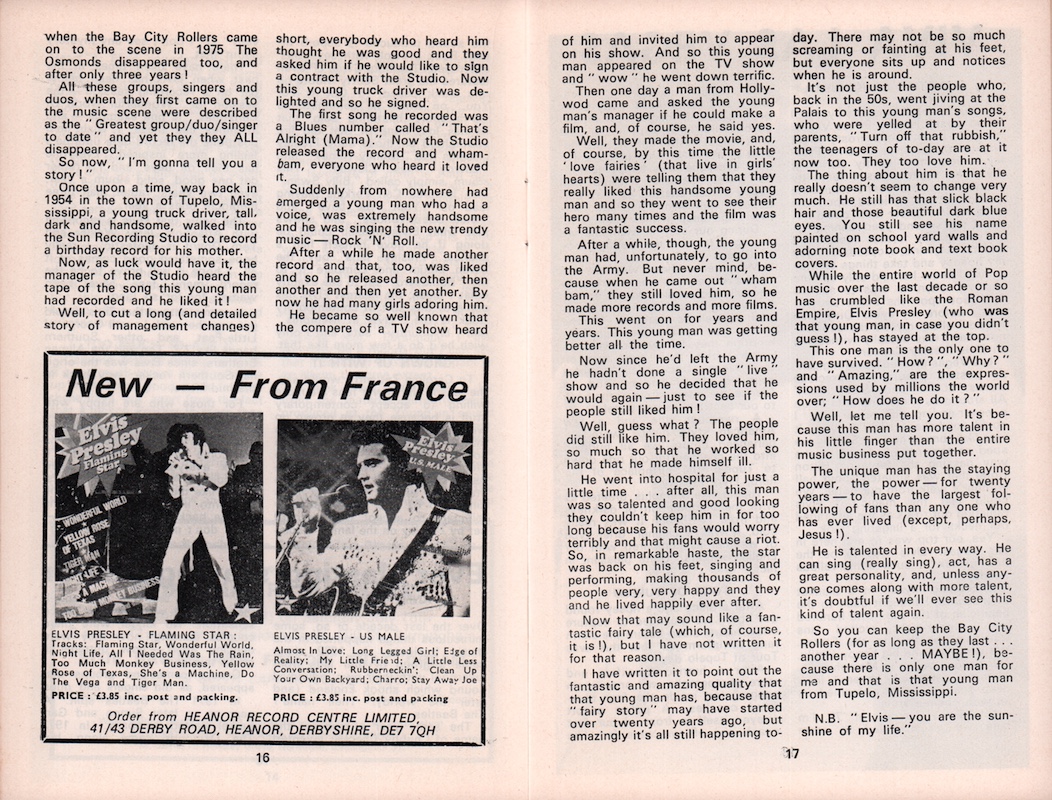 when the Bay City Rollers came
on to the scene in 1975 The
Osmonds disappeared too, and
after only three years!
All these groups, singers and
duos, when they first came on to
the music scene were described
as the "Greatest group/duo/singer
to date" and yet they they ALL
disappeared.
So now, "I'm gonna tell you a
story!"
Once upon a time, way back in
1954 in the town of Tupelo, Mis-
sissippi, a young truck driver, tall,
dark and handsome, walked into
the Sun Recording Studio to record
a birthday record for his mother.
Now, as luck would have it, the
manager of the Studio heard the
tape of the song this young man
had recorded and he liked it!
Well, to cut a long (and detailed
story of management changes)
short, everybody who heard him
thought he was good and they
asked him if he would like to sign
a contract with the Studio. Now
this young truck driver was de-
lighted and so he signed.
The first song he recorded was
a Blues number called "That's
Alright (Mama)." Now the Studio
released the record and wham-
bam, everyone who heard it loved
it.
Suddenly from nowhere had
emerged a young man who had a
voice, was extremely handsome
and he was singing the new trendy
music — Rock 'N' Roll.
After a while he made another
record and that, too, was liked
and so he released another, then
another and then yet another. By
now he had many girls adoring him.
He became so well known that
the compere of a TV show heard
New — From France
Elvis
Presley
Flaming
Star
WONDERFUL WORLD
YELLOW ROSE
OF TEXAS
TIGER MAN
NIGHT LIFE
Elvis
Presley
U.S. MALE
ELVIS PRESLEY - FLAMING STAR:
Tracks: Flaming Star, Wonderful World,
Night Life, All I Needed Was The Rain,
Too Much Monkey Business, Yellow
Rose of Texas, She's a Machine, Do
The Vega and Tiger Man.
PRICE: £3.85 inc. post and packing.
ELVIS PRESLEY - US MALE
Almost In Love; Long Legged Girl; Edge of
Reality; My Little Friend; A Little Less
Conversation; Rubberneckin'; Clean Up
Your Own Backyard; Charro; Stay Away Joe
PRICE: £3.85 inc. post and packing
Order from HEANOR RECORD CENTRE LIMITED,
41/43 DERBY ROAD, HEANOR, DERBYSHIRE, DE7 7QH
16
of him and invited him to appear
on his show. And so this young
man appeared on the TV show
and "wow" he went down terrific.
Then one day a man from Holly-
wod came and asked the young
man's manager if he could make a
film, and, of course, he said yes.
Well, they made the movie, and,
of course, by this time the little
'love fairies' (that live in girls'
hearts) were telling them that they
really liked this handsome young
man and so they went to see their
hero many times and the film was
a fantastic success.
After a while, though, the young
man had, unfortunately, to go into
the Army. But never mind, be-
cause when he came out "wham
bam," they still loved him, so he
made more records and more films.
This went on for years and
years. This young man was getting
better all the time.
Now since he'd left the Army
he hadn't done a single "live"
show and so he decided that he
would again — just to see if the
people still liked him!
Well, guess what? The people
did still like him. They loved him,
so much so that he worked so
hard that he made himself ill.
He went into hospital for just a
little time . . . after all, this man
was so talented and good looking
they couldn't keep him in for too
long because his fans would worry
terribly and that might cause a riot.
So, in remarkable haste, the star
was back on his feet, singing and
performing, making thousands of
people very, very happy and they
and he lived happily ever after.
Now that may sound like a fan-
tastic fairy tale (which, of course,
it is!), but I have not written it
for that reason.
I have written it to point out the
fantastic and amazing quality that
that young man has, because that
"fairy story" may have started
over twenty years ago, but
amazingly it's all still happening to-
day. There may not be so much
screaming or fainting at his feet,
but everyone sits up and notices
when he is around.
It's not just the people who,
back in the 50s, went jiving at the
Palais to this young man's songs,
who were yelled at by their
parents, "Turn off that rubbish,"
the teenagers of to-day are at it
now too. They too love him.
The thing about him is that he
really doesn't seem to change very
much. He still has that slick black
hair and those beautiful dark blue
eyes. You still see his name
painted on school yard walls and
adorning note book and text book
covers.
While the entire world of Pop
music over the last decade or so
has crumbled like the Roman
Empire, Elvis Presley (who was
that young man, in case you didn't
guess!), has stayed at the top.
This one man is the only one to
have survived. "How?", "Why?"
and "Amazing," are the expres-
sions used by millions the world
over; "How does he do it?"
Well, let me tell you. It's be-
cause this man has more talent in
his little finger than the entire
music business put together.
The unique man has the staying
power, the power — for twenty
years — to have the largest fol-
lowing of fans than any one who
has ever lived (except, perhaps,
Jesus!).
He is talented in every way. He
can sing (really sing), act, has a
great personality, and, unless any-
one comes along with more talent,
it's doubtful if we'll ever see this
kind of talent again.
So you can keep the Bay City
Rollers (for as long as they last . . .
another year . . . MAYBE!), be-
cause there is only one man for
me and that is that young man
from Tupelo, Mississippi.
N.B. "Elvis — you are the sun-
shine of my life."
17